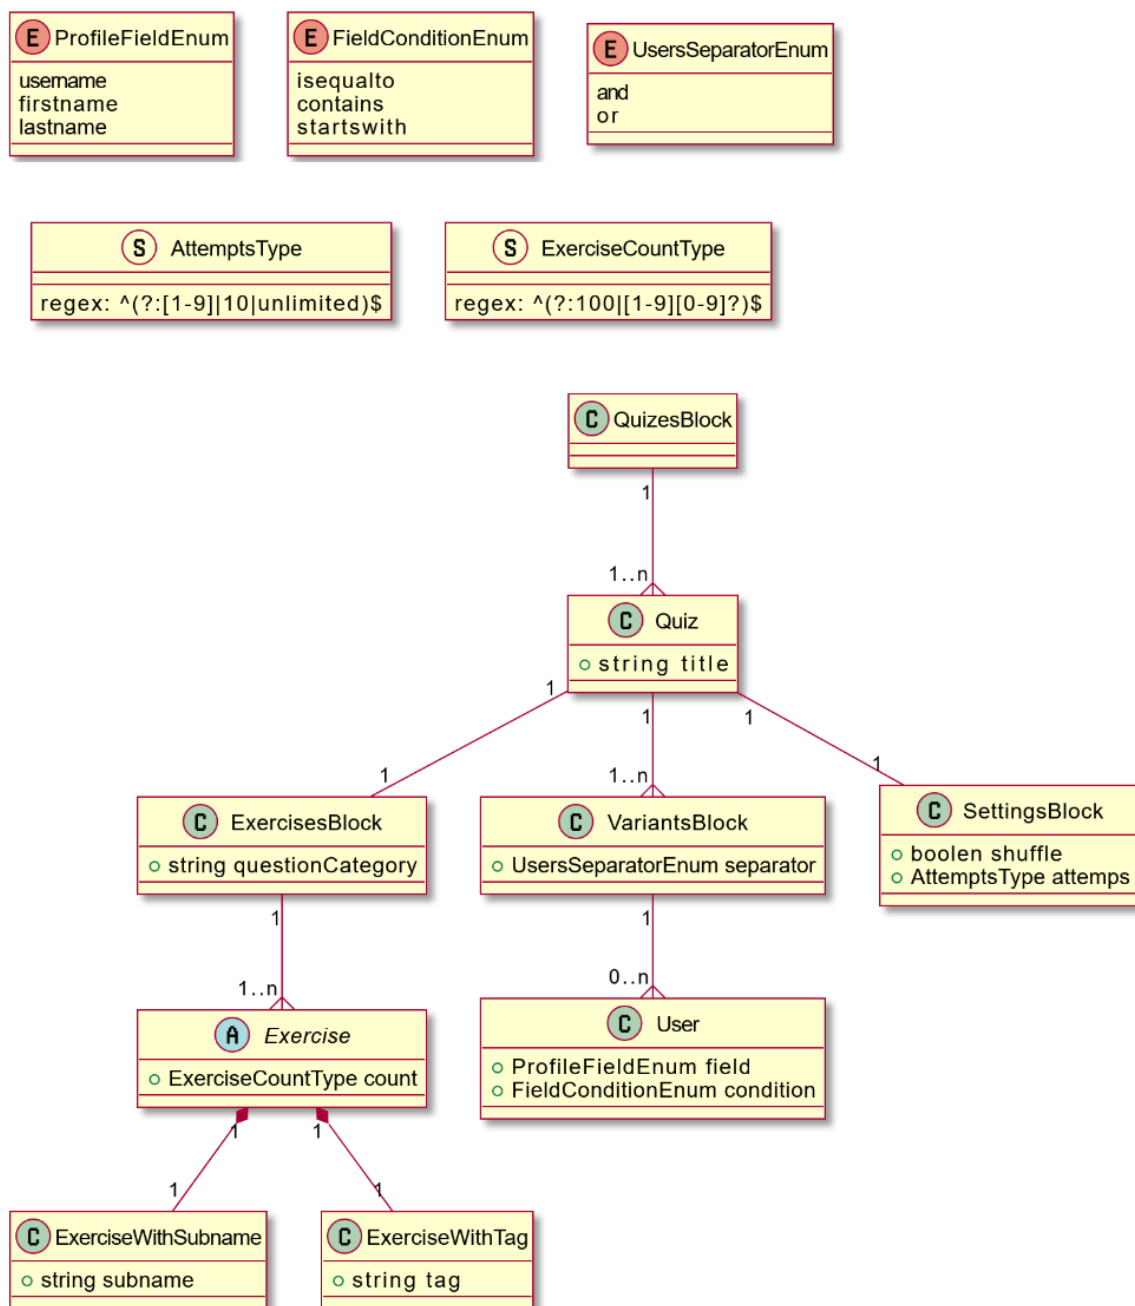 E ProfileFieldEnum
username
firstname
lastname
E FieldConditionEnum
isequalto
contains
startswith
E UsersSeparatorEnum
and
or
S AttemptsType
regex: ^(?:[1-9]|10|unlimited)$
S ExerciseCountType
regex: ^(?:100|[1-9][0-9]?)$
C QuizesBlock
1
1..n
C Quiz
string title
1
1
1
1
1..n
1
C ExercisesBlock
string questionCategory
C VariantsBlock
UsersSeparatorEnum separator
C SettingsBlock
boolen shuffle
AttemptsType attemps
1
1..n
1
0..n
A Exercise
ExerciseCountType count
C User
ProfileFieldEnum field
FieldConditionEnum condition
1
1
1
1
C ExerciseWithSubname
string subname
C ExerciseWithTag
string tag